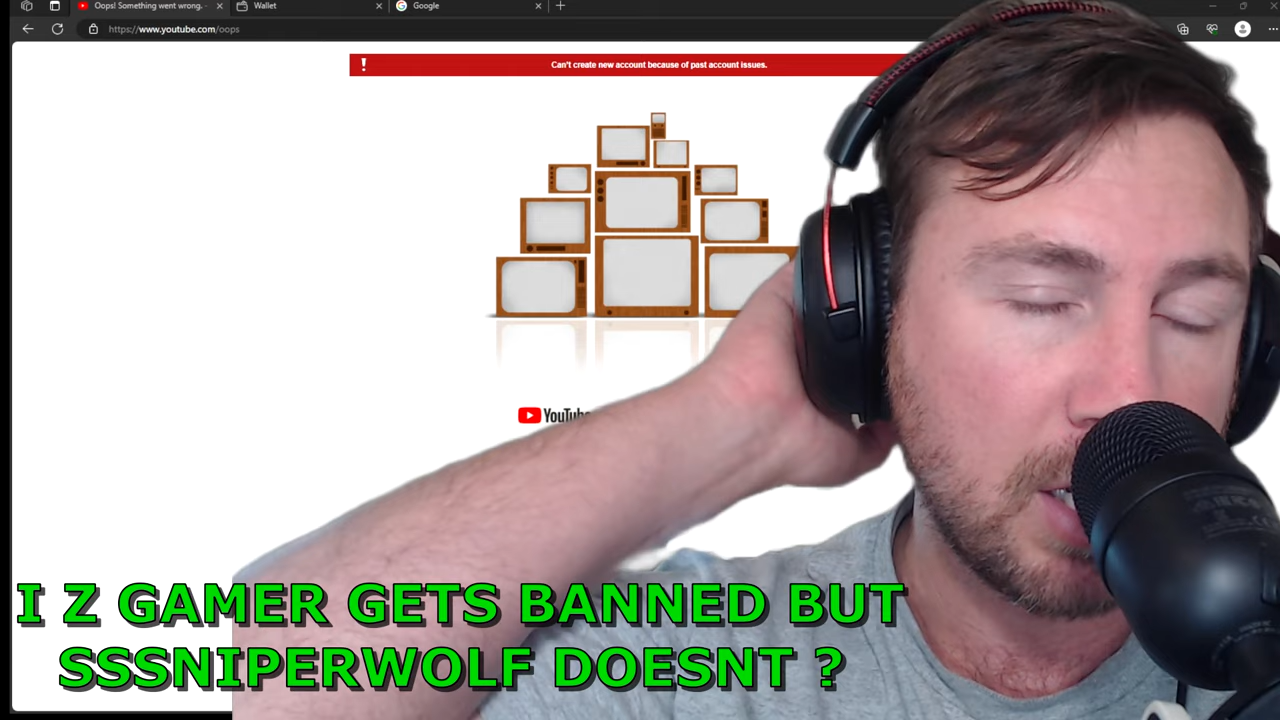 Oops! Something went wrong. -
Wallet
Google
https://www.youtube.com/oops
Can't create new account because of past account issues.
YouTube
I Z GAMER GETS BANNED BUT
SSSNIPERWOLF DOESNT ?